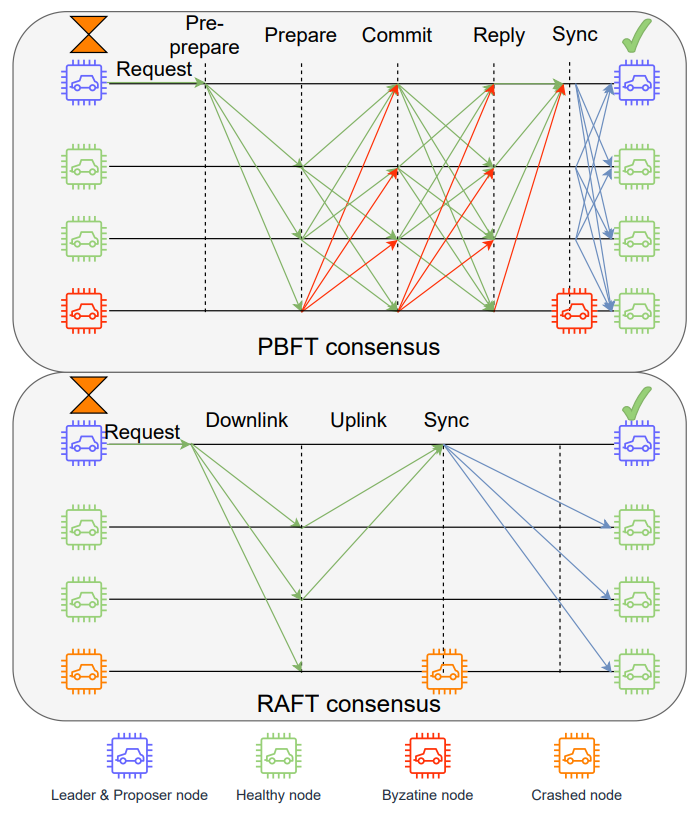 Pre-
prepare
Prepare
Commit
Reply
Sync
Request
PBFT consensus
Downlink
Uplink
Sync
Request
RAFT consensus
Leader & Proposer node
Healthy node
Byzatine node
Crashed node